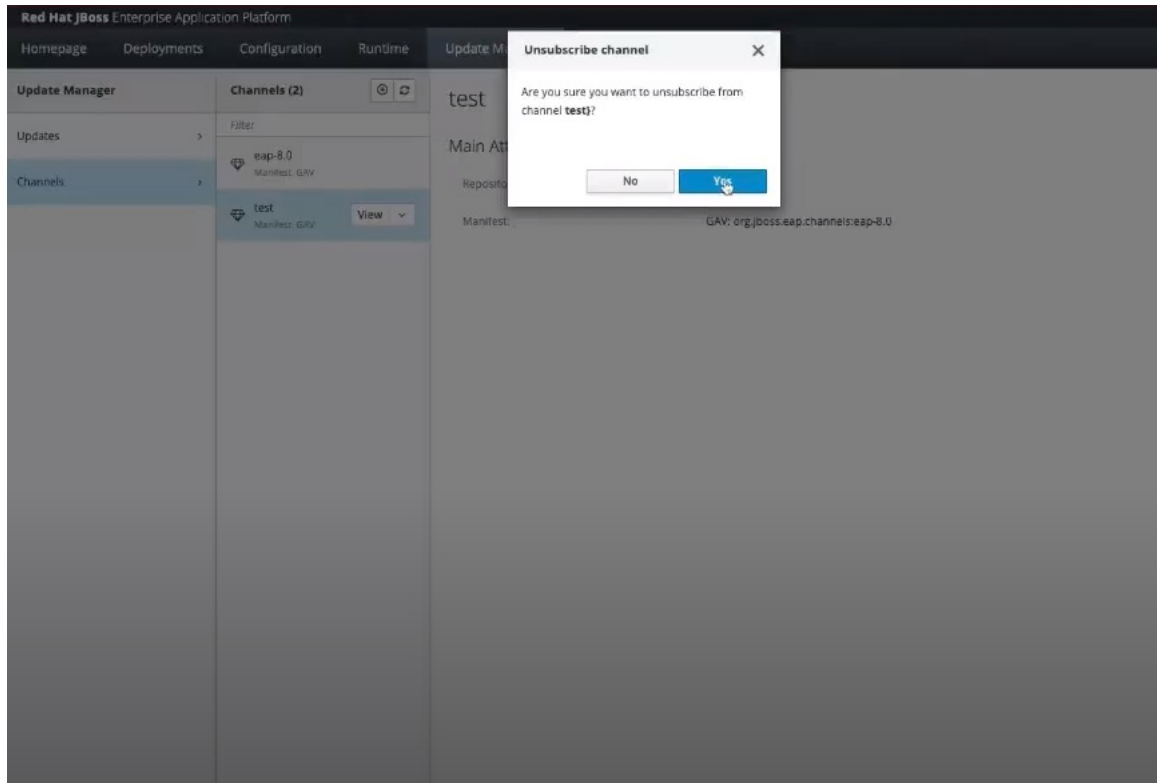 Red Hat JBoss Enterprise Application Platform
Homepage Deployments Configuration Runtime Update M
Unsubscribe channel
Are you sure you want to unsubscribe from
channel test}?
No Yes
Update Manager
Updates
Channels
Channels (2)
Filter
eap-8.0
Manifest: GAV
test
Manifest: GAV
View
test
Main Att
Reposito
Manifest: GAV: org.jboss.eap.channels:eap-8.0